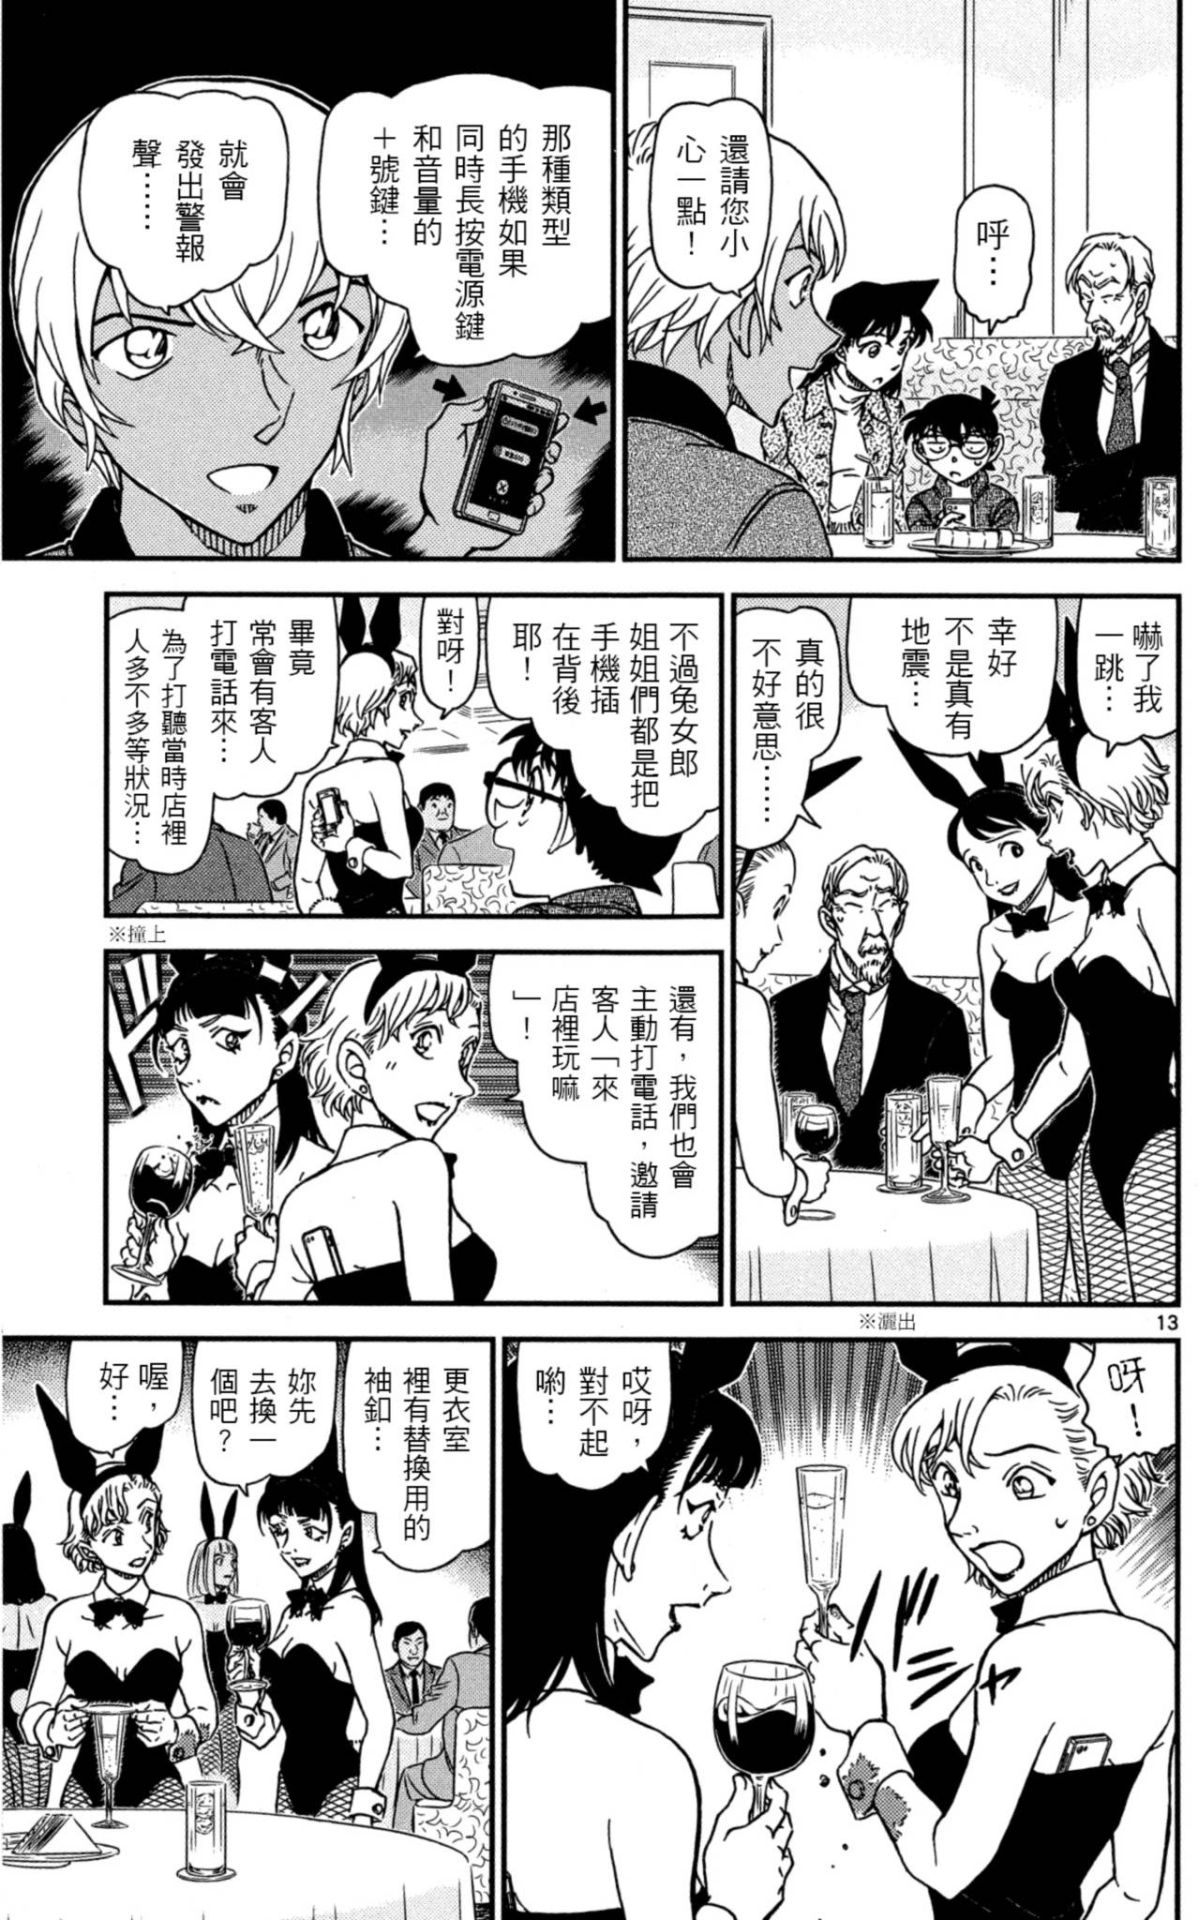 還請您小
心一點！
呼…
那種類型
的手機如果
同時長按電源鍵
和音量的
＋號鍵…
就會
發出警報
聲……
嚇了我
一跳…
幸好
不是真有
地震…
真的很
不好意思……
不過兔女郎
姐姐們都是把
手機插
在背後
耶！
對呀！
畢竟
常會有客人
打電話來…
為了打聽當時店裡
人多不多等狀況…
※撞上
還有，我們也會
主動打電話，邀請
客人「來
店裡玩嘛
」！
※灑出
13
呀！
哎呀，
對不起
喲…
更衣室
裡有替換用的
袖釦…
妳先
去換一
個吧？
喔，
好…